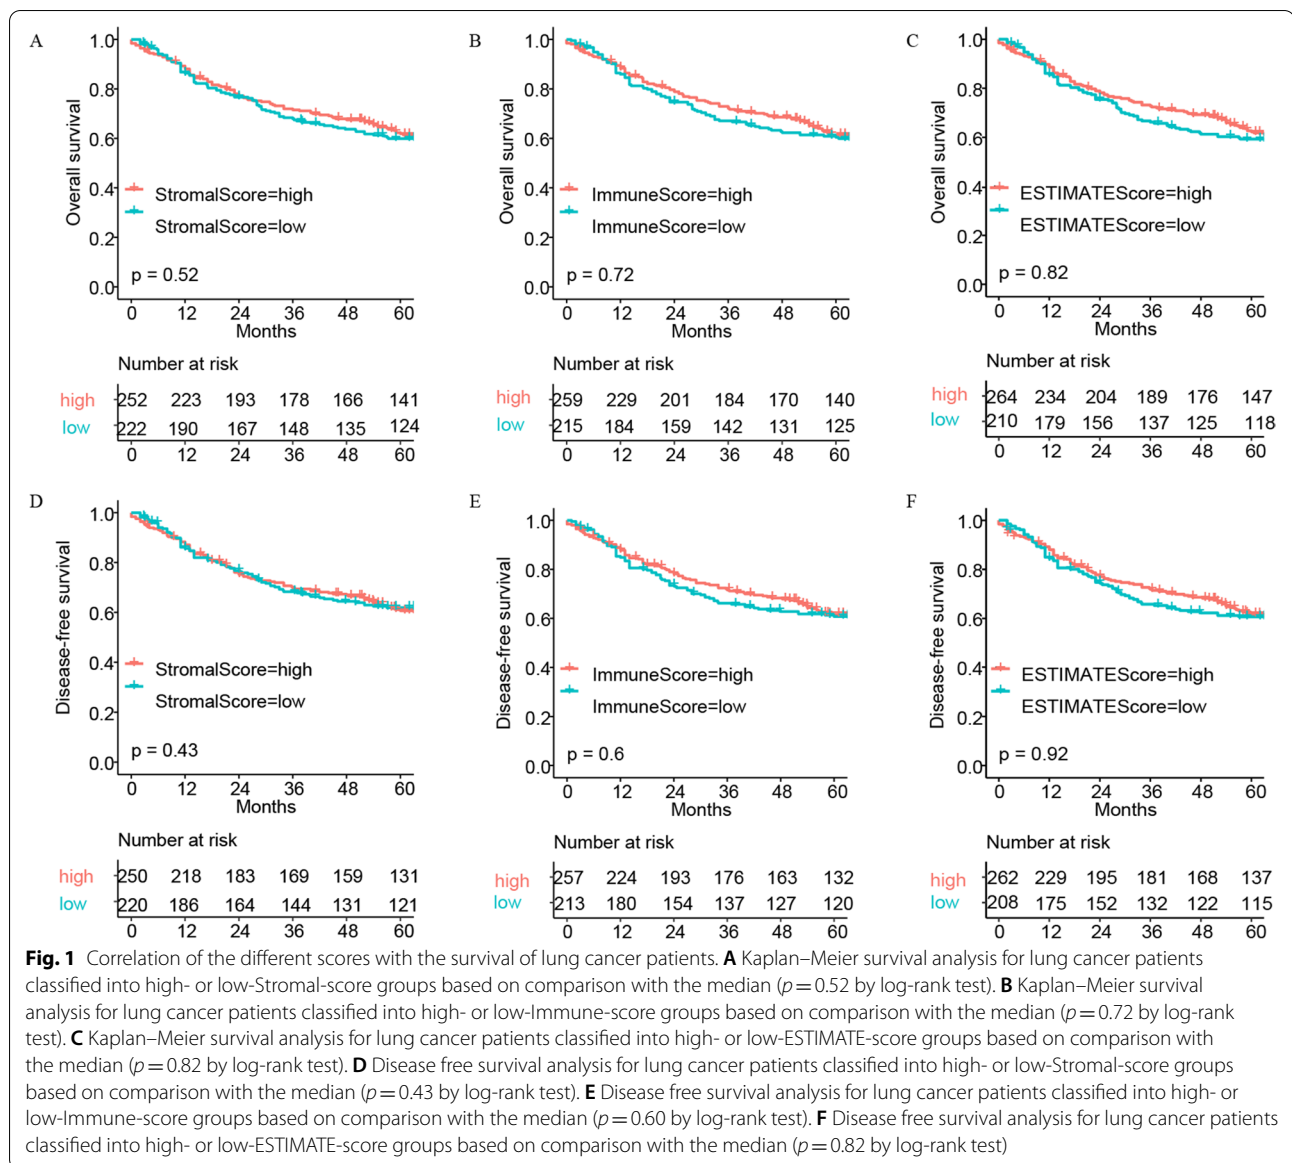 A
1.0
0.8
0.6
0.4
0.2
0.0
Overall survival
StromalScore=high
StromalScore=low
p = 0.52
0 12 24 36 48 60
Months
Number at risk
high 252 223 193 178 166 141
low 222 190 167 148 135 124
0 12 24 36 48 60
B
1.0
0.8
0.6
0.4
0.2
0.0
Overall survival
ImmuneScore=high
ImmuneScore=low
p = 0.72
0 12 24 36 48 60
Months
Number at risk
high 259 229 201 184 170 140
low 215 184 159 142 131 125
0 12 24 36 48 60
C
1.0
0.8
0.6
0.4
0.2
0.0
Overall survival
ESTIMATEScore=high
ESTIMATEScore=low
p = 0.82
0 12 24 36 48 60
Months
Number at risk
high 264 234 204 189 176 147
low 210 179 156 137 125 118
0 12 24 36 48 60
D
1.0
0.8
0.6
0.4
0.2
0.0
Disease-free survival
StromalScore=high
StromalScore=low
p = 0.43
0 12 24 36 48 60
Months
Number at risk
high 250 218 183 169 159 131
low 220 186 164 144 131 121
0 12 24 36 48 60
E
1.0
0.8
0.6
0.4
0.2
0.0
Disease-free survival
ImmuneScore=high
ImmuneScore=low
p = 0.6
0 12 24 36 48 60
Months
Number at risk
high 257 224 193 176 163 132
low 213 180 154 137 127 120
0 12 24 36 48 60
F
1.0
0.8
0.6
0.4
0.2
0.0
Disease-free survival
ESTIMATEScore=high
ESTIMATEScore=low
p = 0.92
0 12 24 36 48 60
Months
Number at risk
high 262 229 195 181 168 137
low 208 175 152 132 122 115
0 12 24 36 48 60
Fig. 1 Correlation of the different scores with the survival of lung cancer patients. A Kaplan–Meier survival analysis for lung cancer patients
classified into high- or low-Stromal-score groups based on comparison with the median (p = 0.52 by log-rank test). B Kaplan–Meier survival
analysis for lung cancer patients classified into high- or low-Immune-score groups based on comparison with the median (p = 0.72 by log-rank
test). C Kaplan–Meier survival analysis for lung cancer patients classified into high- or low-ESTIMATE-score groups based on comparison with
the median (p = 0.82 by log-rank test). D Disease free survival analysis for lung cancer patients classified into high- or low-Stromal-score groups
based on comparison with the median (p = 0.43 by log-rank test). E Disease free survival analysis for lung cancer patients classified into high- or
low-Immune-score groups based on comparison with the median (p = 0.60 by log-rank test). F Disease free survival analysis for lung cancer patients
classified into high- or low-ESTIMATE-score groups based on comparison with the median (p = 0.82 by log-rank test)